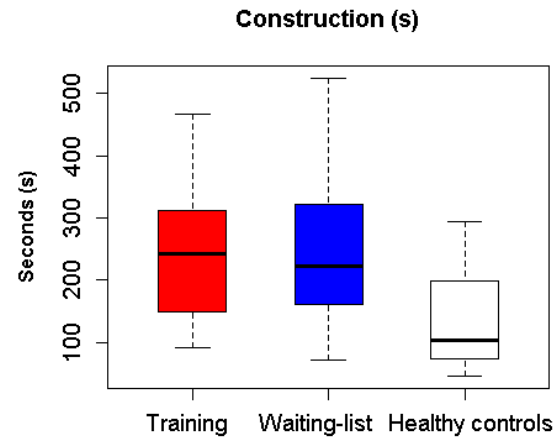 Construction (s)
Seconds (s)
500
400
300
200
100
Training Waiting-list Healthy controls